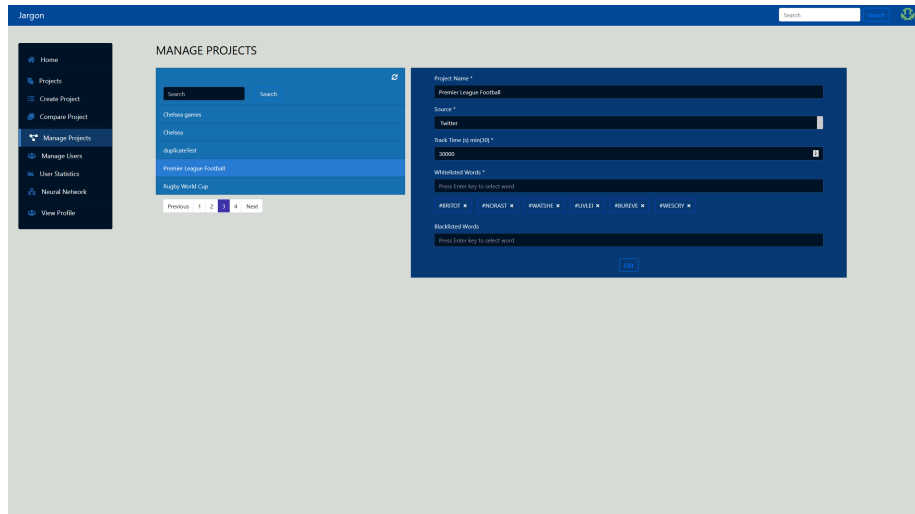 Jargon
Search
Search
Home
Projects
Create Project
Compare Project
Manage Projects
Manage Users
User Statistics
Neural Network
View Profile
MANAGE PROJECTS
Search
Search
Chelsea games
Chelsea
duplicateTest
Premier League Football
Rugby World Cup
Previous 1 2 3 4 Next
Project Name *
Premier League Football
Source *
Twitter
Track Time (s) min(30) *
30000
Whitelisted Words *
Press Enter key to select word
#BRITOT × #NORAST × #WATSHE × #LIVLEI × #BUREVE × #WESCRY ×
Blacklisted Words
Press Enter key to select word
Edit